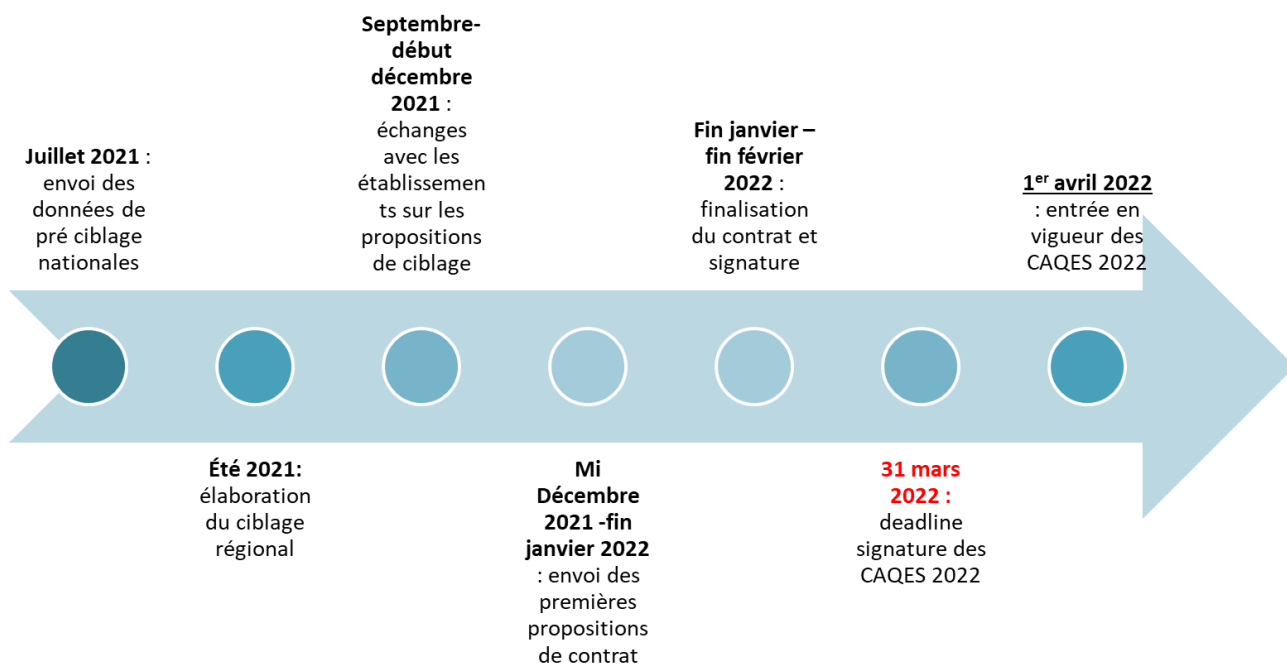 Juillet 2021 :
envoi des
données de
pré ciblage
nationales
Été 2021:
élaboration
du ciblage
régional
Septembre-
début
décembre
2021 :
échanges
avec les
établissemen
ts sur les
propositions
de ciblage
Mi
Décembre
2021 -fin
janvier 2022
: envoi des
premières
propositions
de contrat
Fin janvier –
fin février
2022 :
finalisation
du contrat et
signature
31 mars
2022 :
deadline
signature des
CAQES 2022
1er avril 2022
: entrée en
vigueur des
CAQES 2022